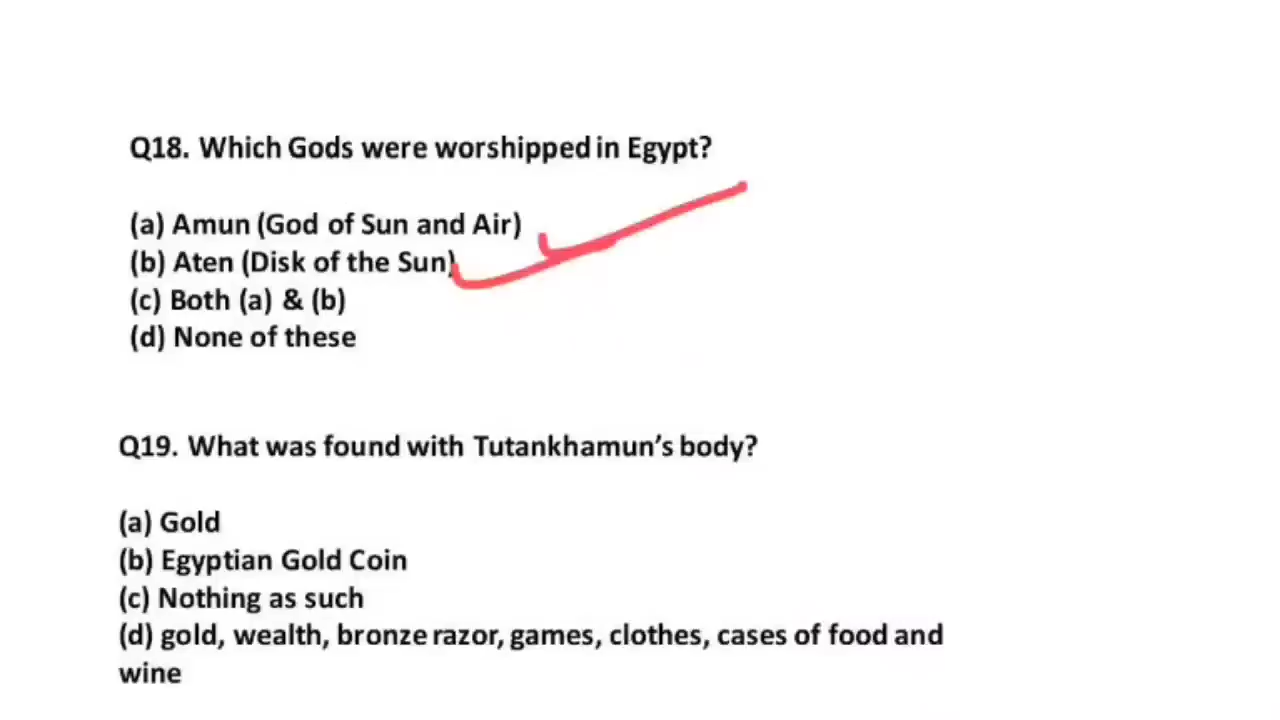 Q18. Which Gods were worshipped in Egypt?
(a) Amun (God of Sun and Air)
(b) Aten (Disk of the Sun)
(c) Both (a) & (b)
(d) None of these
Q19. What was found with Tutankhamun’s body?
(a) Gold
(b) Egyptian Gold Coin
(c) Nothing as such
(d) gold, wealth, bronze razor, games, clothes, cases of food and
wine